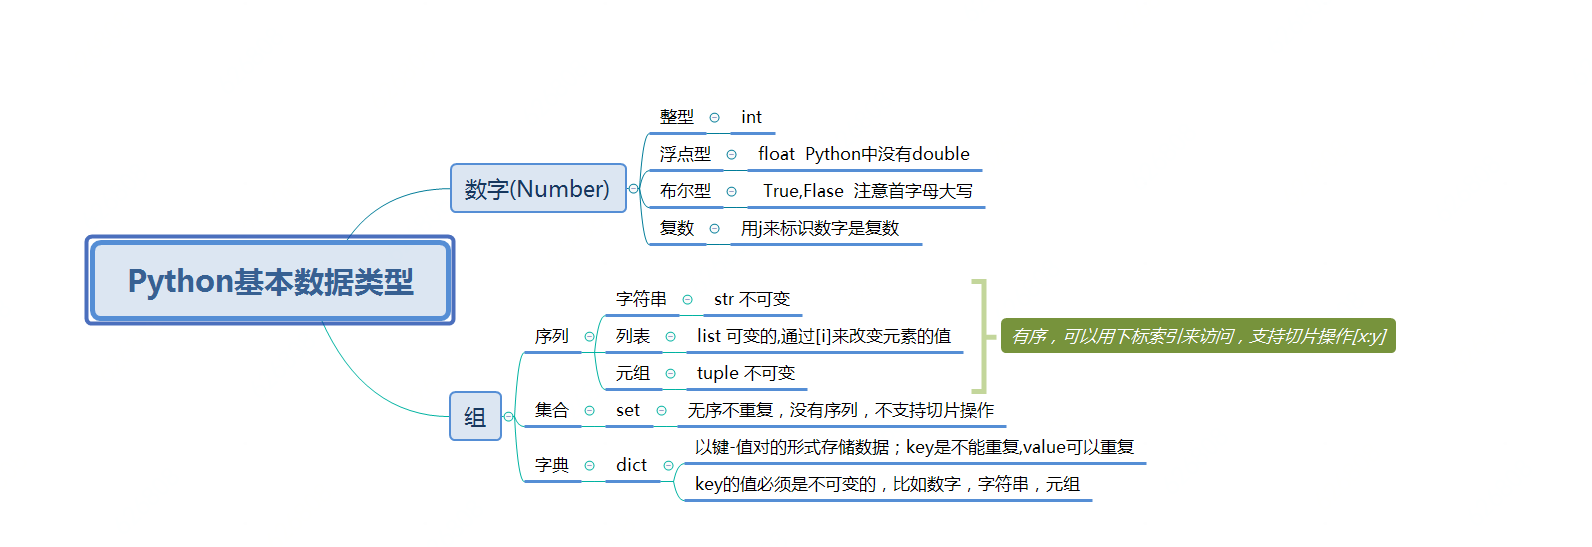 Python基本数据类型
数字(Number)
整型
int
浮点型
float  Python中没有double
布尔型
True,Flase  注意首字母大写
复数
用j来标识数字是复数
组
序列
字符串
str 不可变
列表
list 可变的,通过[i]来改变元素的值
元组
tuple 不可变
有序，可以用下标索引来访问，支持切片操作[x:y]
集合
set
无序不重复，没有序列，不支持切片操作
字典
dict
以键-值对的形式存储数据；key是不能重复,value可以重复
key的值必须是不可变的，比如数字，字符串，元组